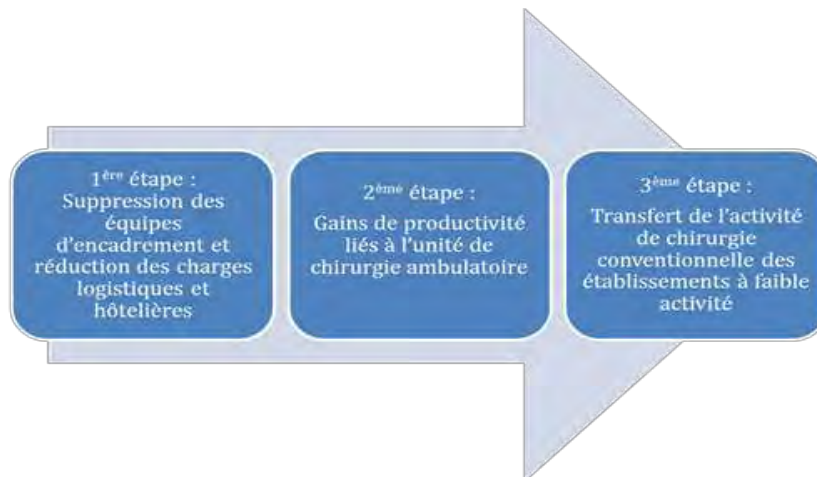 1ère étape :
Suppression des
équipes
d'encadrement et
réduction des charges
logistiques et
hôtelières
2ème étape :
Gains de productivité
liés à l'unité de
chirurgie ambulatoire
3ème étape :
Transfert de l'activité
de chirurgie
conventionnelle des
établissements à faible
activité